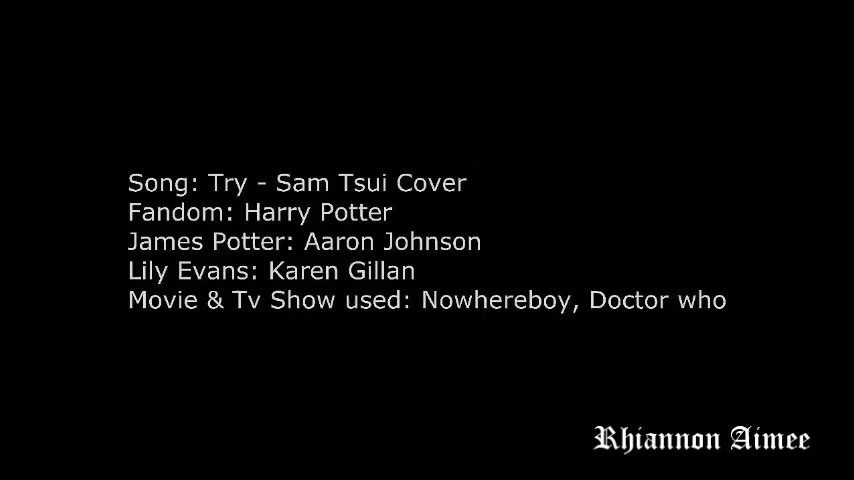 Song: Try - Sam Tsui Cover
Fandom: Harry Potter
James Potter: Aaron Johnson
Lily Evans: Karen Gillan
Movie & Tv Show used: Nowhereboy, Doctor who
Rhiannon Aimee